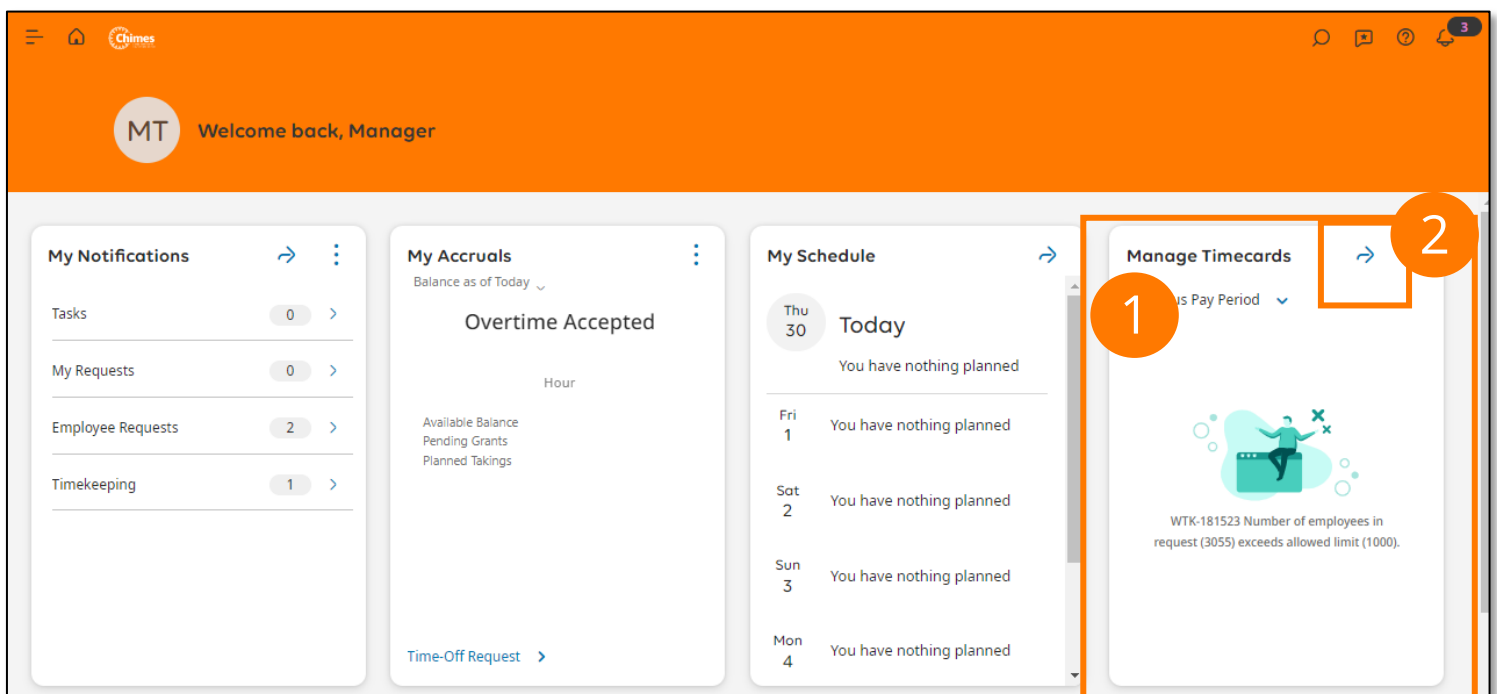 Chimes
3
MT
Welcome back, Manager
My Notifications
Tasks 0
My Requests 0
Employee Requests 2
Timekeeping 1
My Accruals
Balance as of Today
Overtime Accepted
Hour
Available Balance
Pending Grants
Planned Takings
Time-Off Request
My Schedule
Thu
30
Today
You have nothing planned
Fri
1
You have nothing planned
Sat
2
You have nothing planned
Sun
3
You have nothing planned
Mon
4
You have nothing planned
Manage Timecards
2
1
Pay Period
WTK-181523 Number of employees in
request (3055) exceeds allowed limit (1000).